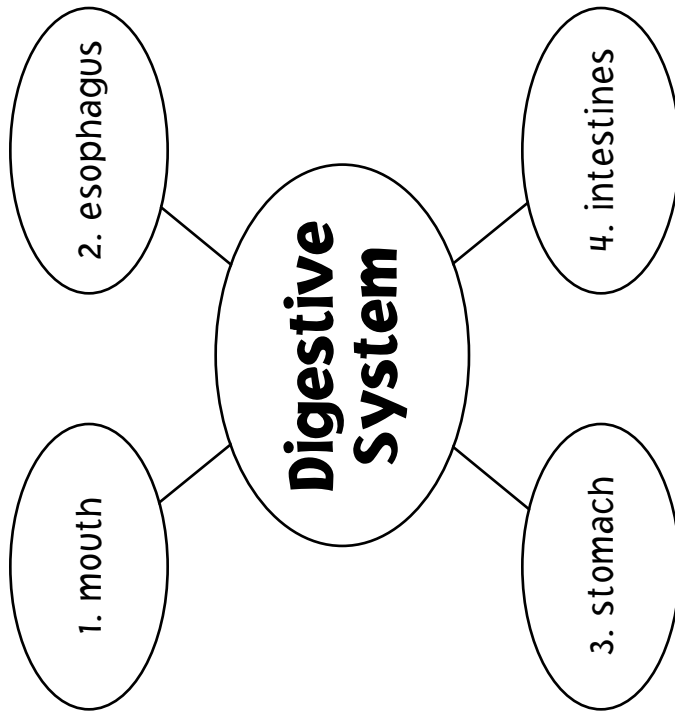 1. mouth
2. esophagus
Digestive
System
3. stomach
4. intestines